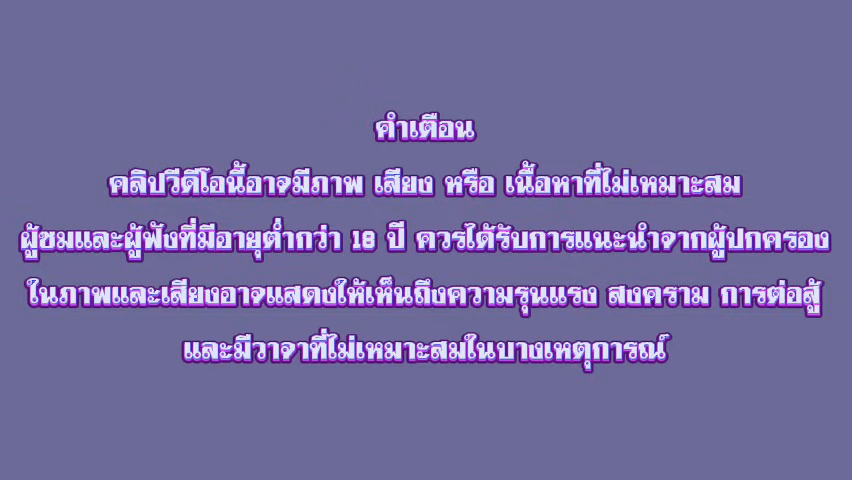 คำเตือน
คลิปวีดีโอนี้อาจมีภาพ เสียง หรือ เนื้อหาที่ไม่เหมาะสม
ผู้ชมและผู้ฟังที่มีอายุต่ำกว่า 18 ปี ควรได้รับการแนะนำจากผู้ปกครอง
ในภาพและเสียงอาจแสดงให้เห็นถึงความรุนแรง สงคราม การต่อสู้
และมีวาจาที่ไม่เหมาะสมในบางเหตุการณ์